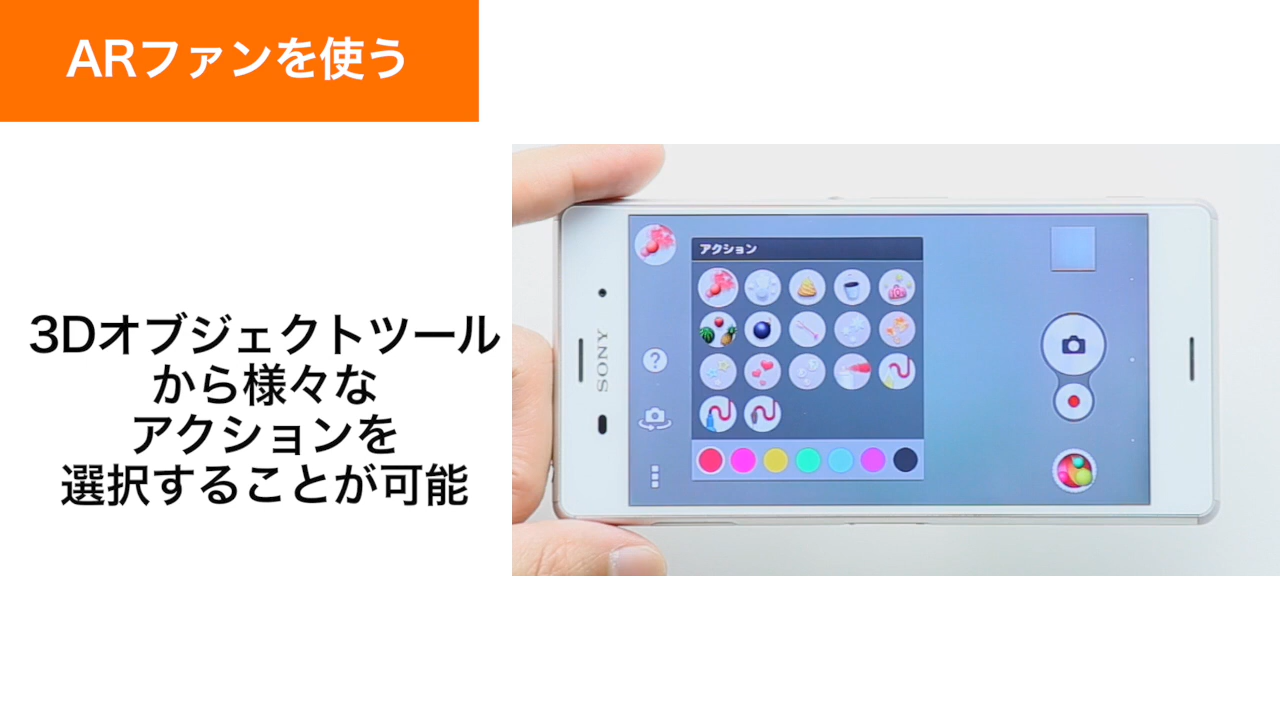 ARファンを使う
3Dオブジェクトツール
から様々な
アクションを
選択することが可能
アクション
?
SONY